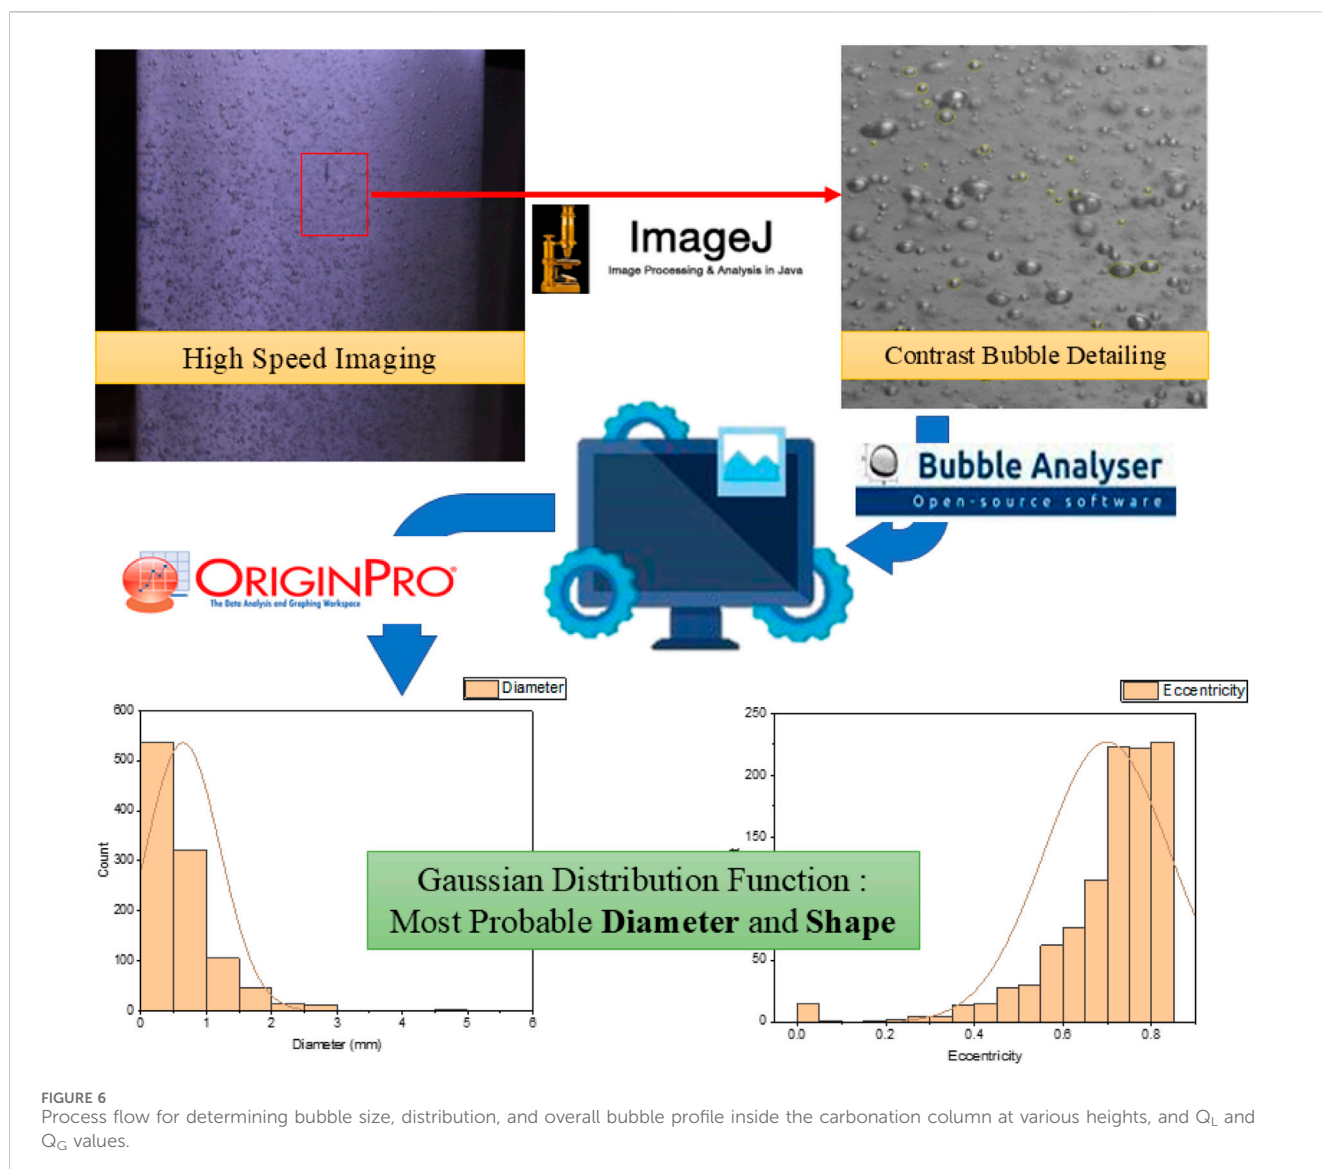 ImageJ
Image Processing & Analysis in Java
High Speed Imaging
Contrast Bubble Detailing
Bubble Analyser
Open-source software
ORIGINPRO®
The Data Analysis and Graphing Workspace
Diameter
600
500
400
300
200
100
0
Count
0 1 2 3 4 5 6
Diameter (mm)
Eccentricity
250
200
150
50
0
0.0 0.2 0.4 0.6 0.8
Eccentricity
Gaussian Distribution Function :
Most Probable Diameter and Shape
FIGURE 6
Process flow for determining bubble size, distribution, and overall bubble profile inside the carbonation column at various heights, and QL and
QG values.